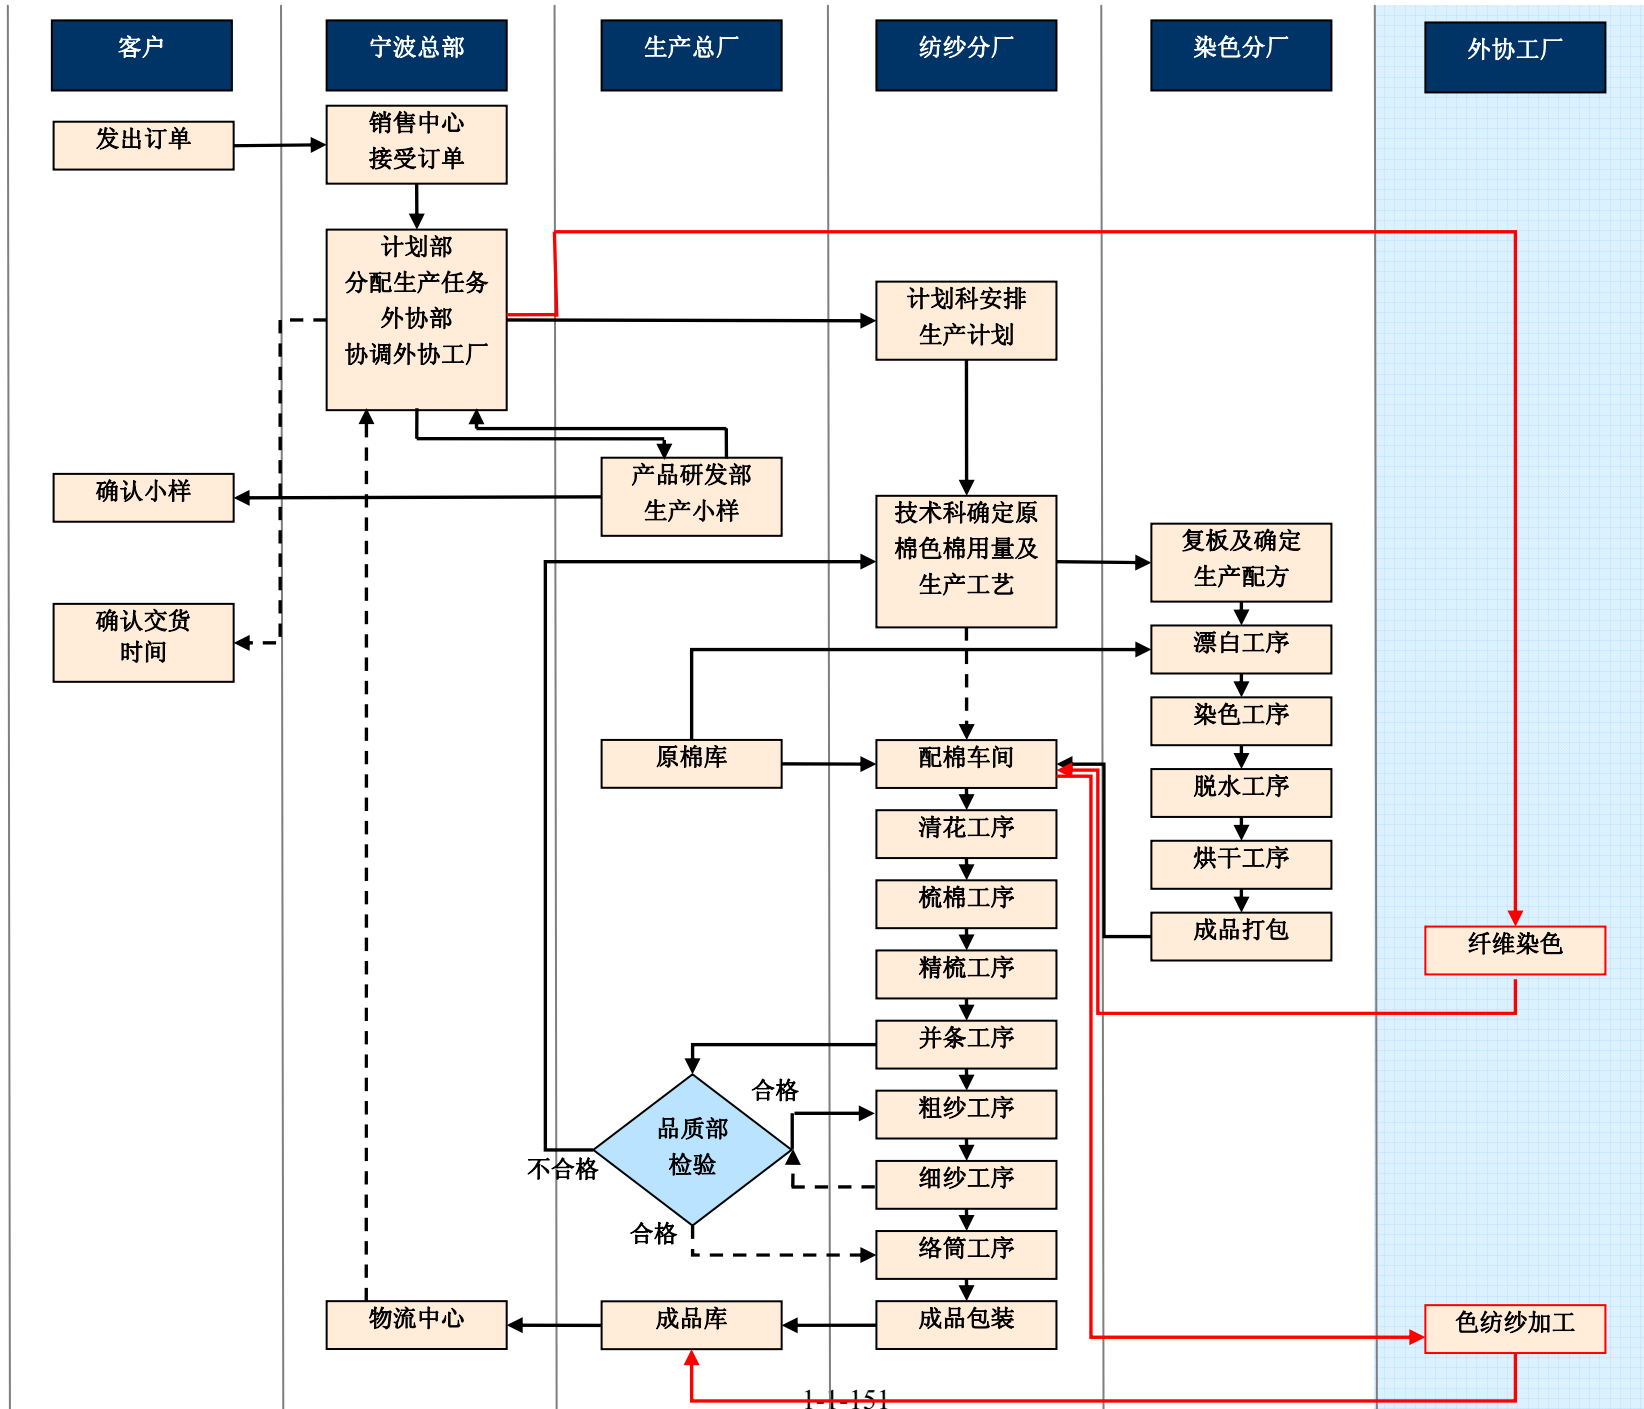 客户
宁波总部
生产总厂
纺纱分厂
染色分厂
外协工厂
发出订单
销售中心
接受订单
计划部
分配生产任务
外协部
协调外协工厂
计划科安排
生产计划
确认小样
产品研发部
生产小样
技术科确定原
棉色棉用量及
生产工艺
复板及确定
生产配方
确认交货
时间
漂白工序
染色工序
原棉库
配棉车间
脱水工序
清花工序
烘干工序
梳棉工序
成品打包
纤维染色
精梳工序
并条工序
合格
粗纱工序
品质部
检验
不合格
细纱工序
合格
络筒工序
物流中心
成品库
成品包装
色纺纱加工
1-1-151